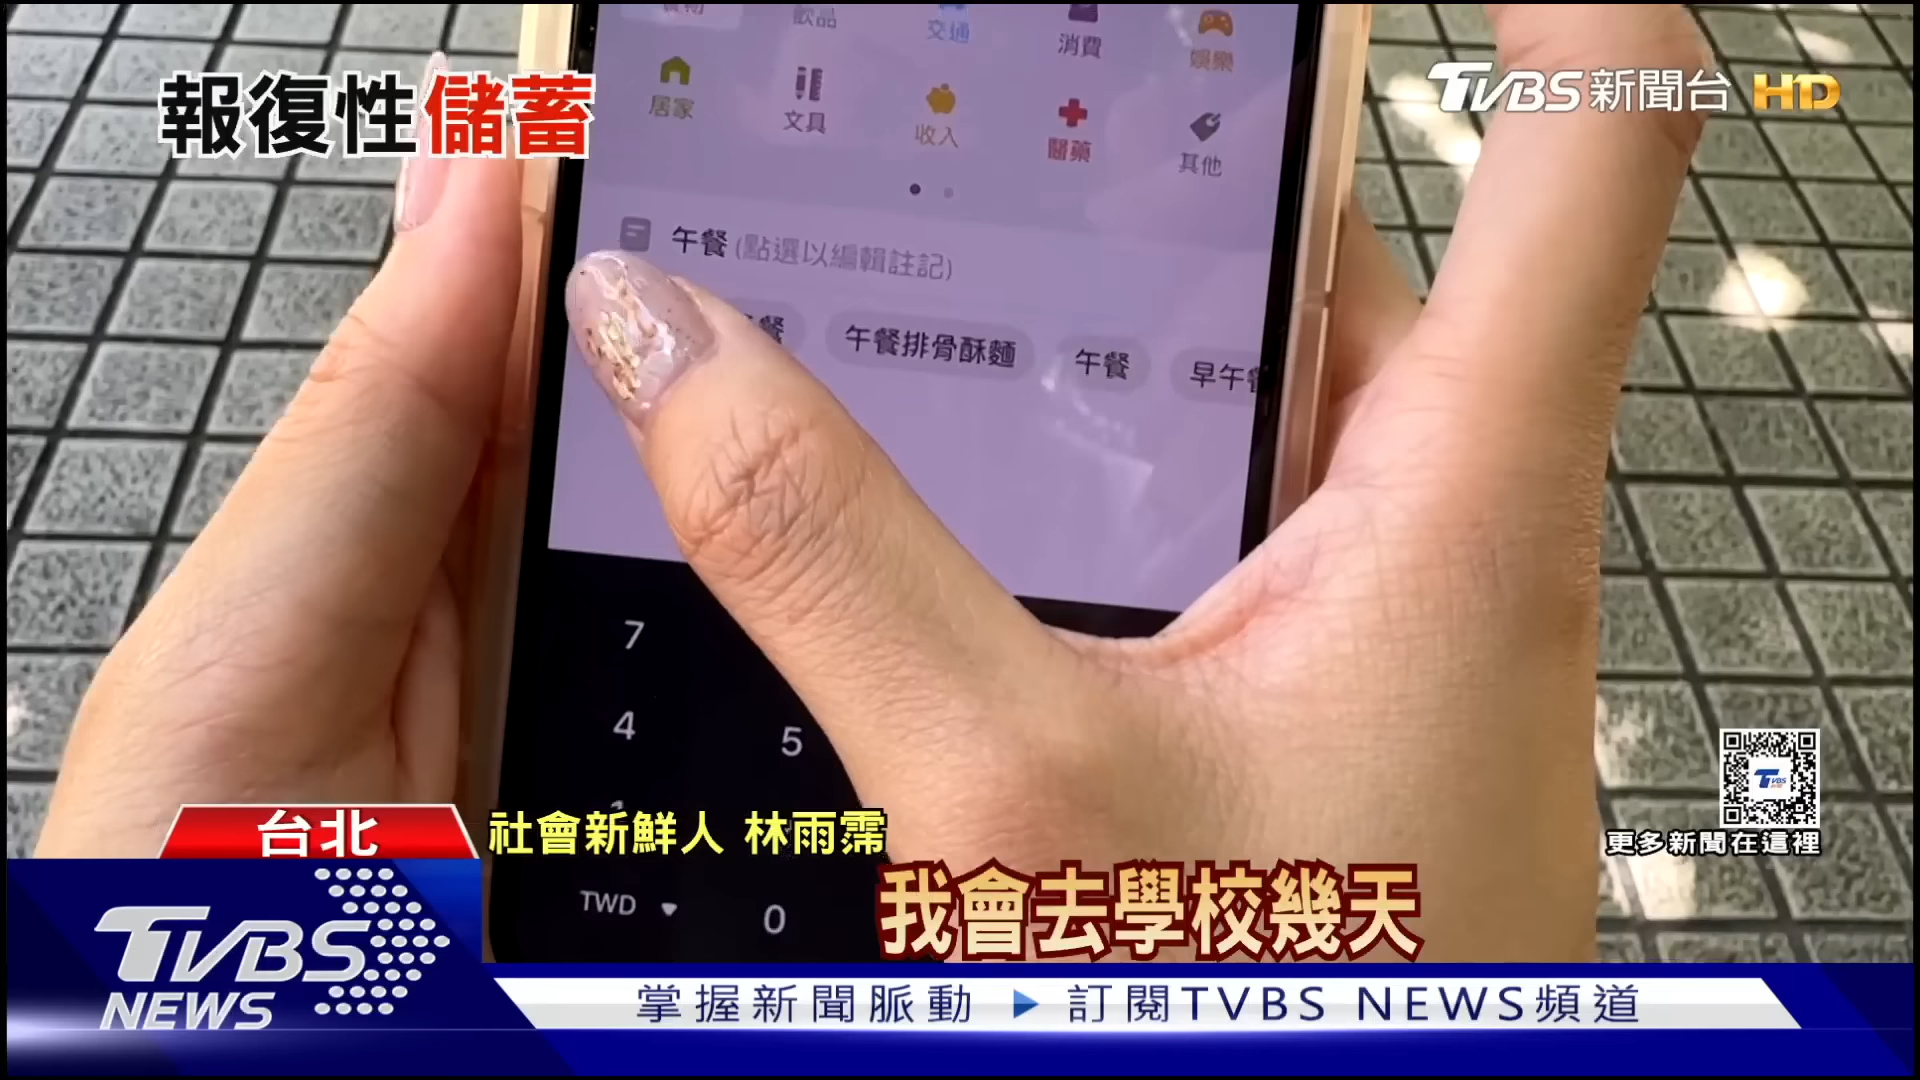 報復性儲蓄
TVBS新聞台 HD
飲品
交通
消費
娛樂
居家
文具
收入
醫藥
其他
午餐 (點選以編輯註記)
午餐排骨酥麵
午餐
早午餐
7
4
5
TWD
0
台北
社會新鮮人 林雨霈
我會去學校幾天
更多新聞在這裡
TVBS NEWS
掌握新聞脈動 ▶ 訂閱TVBS NEWS頻道